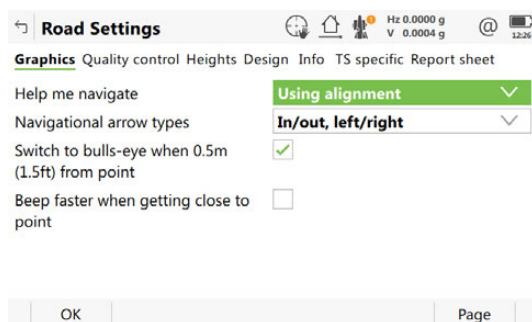 Road Settings
Hz 0.0000 g
V 0.0004 g
@
12:26
Graphics Quality control Heights Design Info TS specific Report sheet
Help me navigate Using alignment
Navigational arrow types In/out, left/right
Switch to bulls-eye when 0.5m
(1.5ft) from point
Beep faster when getting close to
point
OK Page